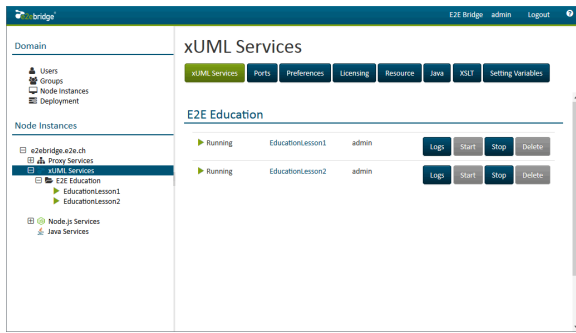 e2ebridge
E2E Bridge admin Logout ?
Domain
Users
Groups
Node Instances
Deployment
Node Instances
e2ebridge.e2e.ch
Proxy Services
xUML Services
E2E Education
EducationLesson1
EducationLesson2
Node.js Services
Java Services
xUML Services
xUML Services Ports Preferences Licensing Resource Java XSLT Setting Variables
E2E Education
Running EducationLesson1 admin Logs Start Stop Delete
Running EducationLesson2 admin Logs Start Stop Delete